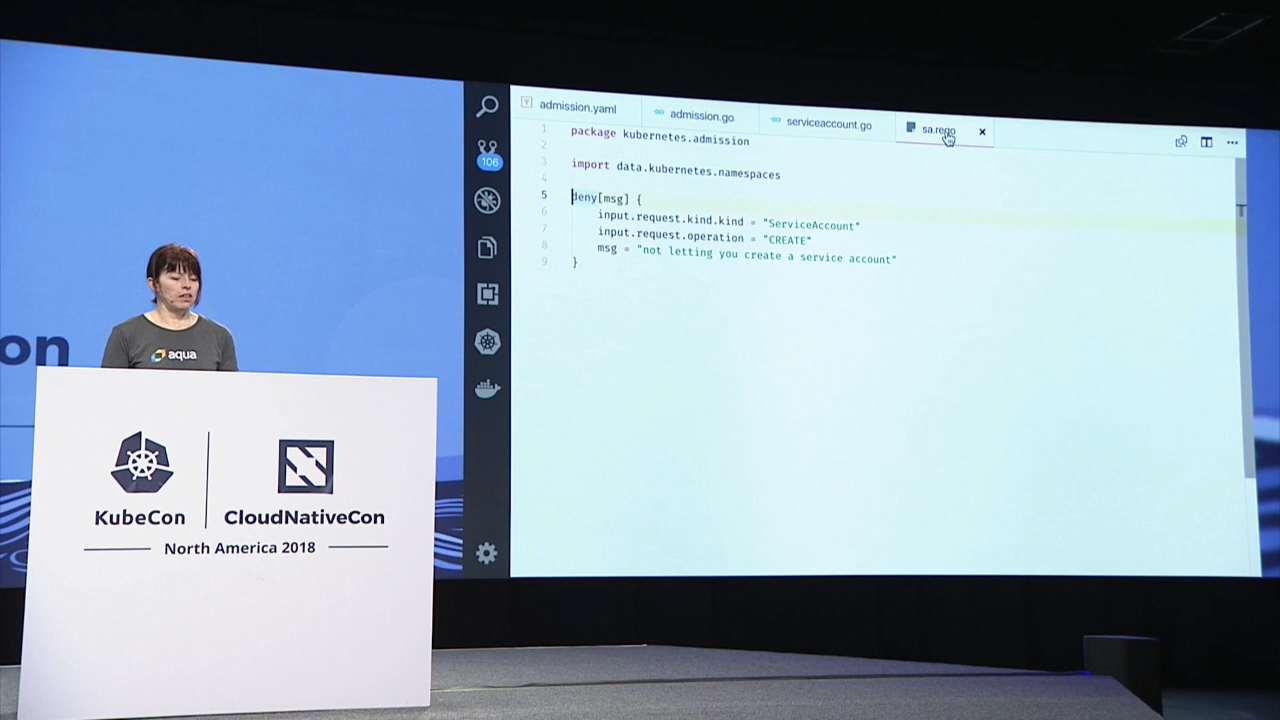 on
106
admission.yaml
admission.go
serviceaccount.go
sa.rego
1 package kubernetes.admission
2
3 import data.kubernetes.namespaces
4
5 deny[msg] {
6 input.request.kind.kind = "ServiceAccount"
7 input.request.operation = "CREATE"
8 msg = "not letting you create a service account"
9 }
aqua
KubeCon
CloudNativeCon
North America 2018